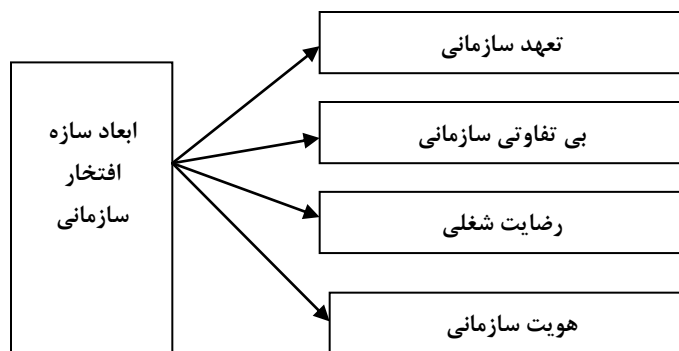 ابعاد سازه
افتخار
سازمانی
تعهد سازمانی
بی تفاوتی سازمانی
رضایت شغلی
هویت سازمانی